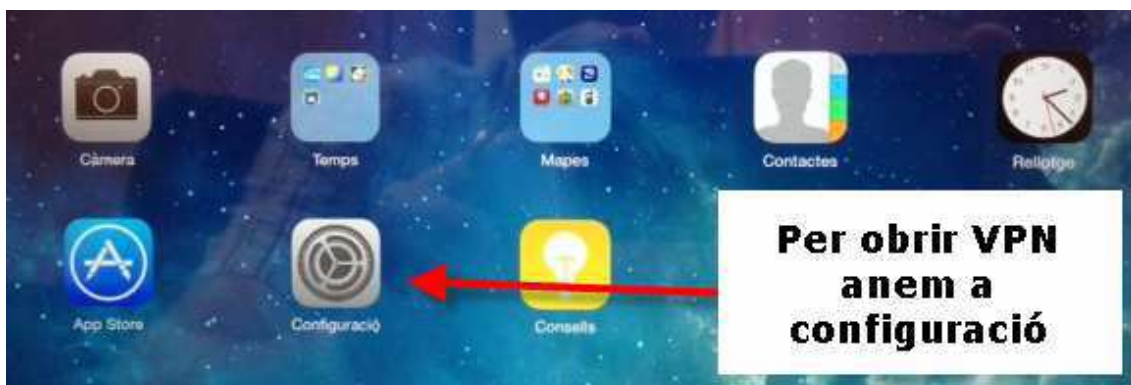 Càmera
Temps
Mapes
Contactes
Rellotge
App Store
Configuració
Consells
Per obrir VPN
anem a
configuració